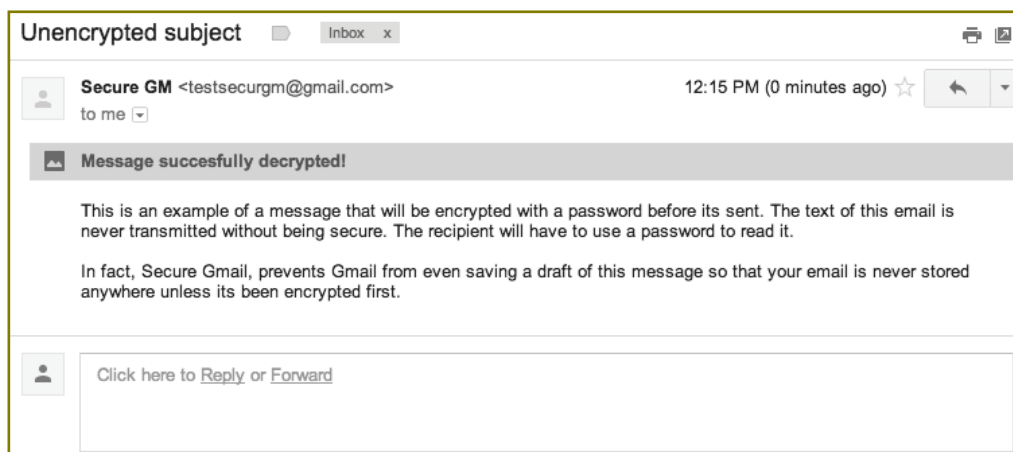 Unencrypted subject Inbox x
Secure GM <testsecurgm@gmail.com> 12:15 PM (0 minutes ago)
to me
Message succesfully decrypted!
This is an example of a message that will be encrypted with a password before its sent. The text of this email is
never transmitted without being secure. The recipient will have to use a password to read it.
In fact, Secure Gmail, prevents Gmail from even saving a draft of this message so that your email is never stored
anywhere unless its been encrypted first.
Click here to Reply or Forward